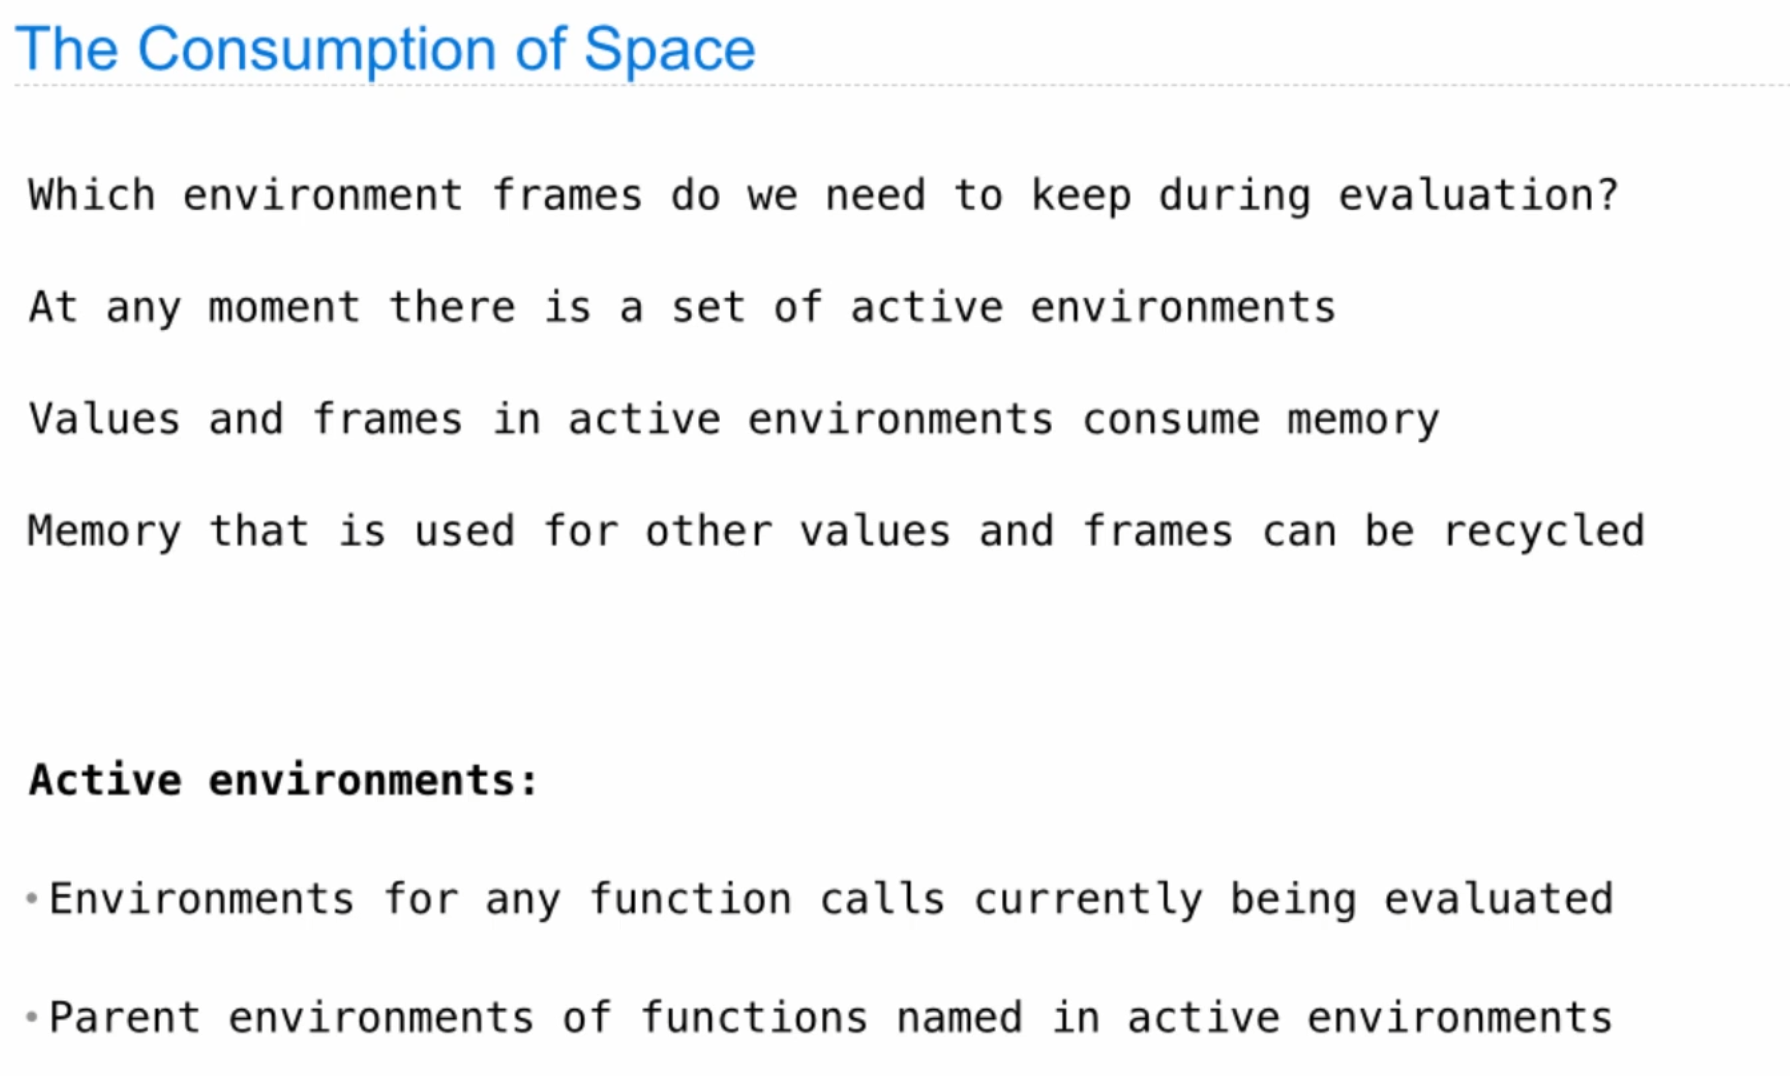 The Consumption of Space
Which environment frames do we need to keep during evaluation?
At any moment there is a set of active environments
Values and frames in active environments consume memory
Memory that is used for other values and frames can be recycled
Active environments:
•Environments for any function calls currently being evaluated
•Parent environments of functions named in active environments